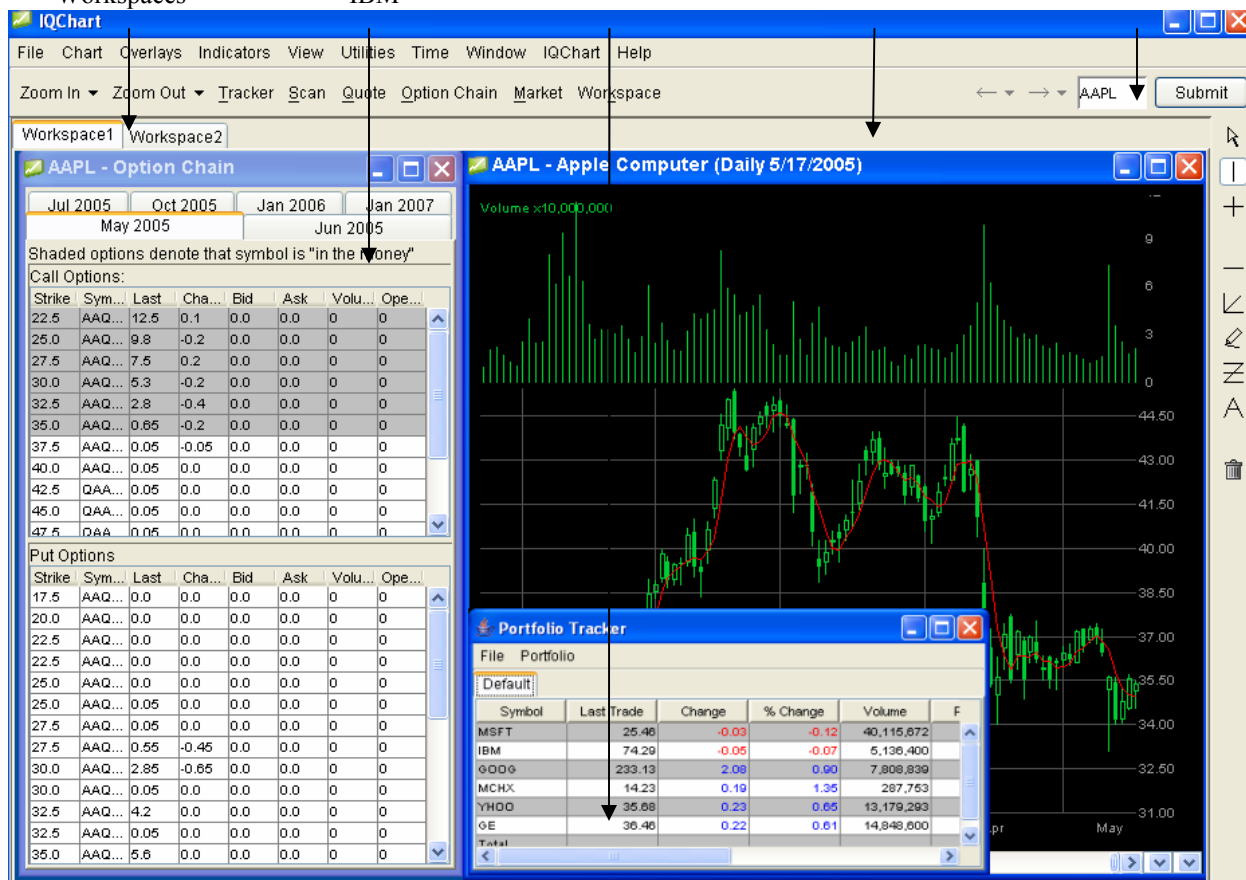 Workspaces IBM
IQChart
File Chart Overlays Indicators View Utilities Time Window IQChart Help
Zoom In Zoom Out Tracker Scan Quote Option Chain Market Workspace AAPL Submit
Workspace1 Workspace2
AAPL - Option Chain
Jul 2005 Oct 2005 Jan 2006 Jan 2007
May 2005 Jun 2005
Shaded options denote that symbol is "in the money"
Call Options:
Strike Sym... Last Cha... Bid Ask Volu... Ope...
22.5 AAQ... 12.5 0.1 0.0 0.0 0 0
25.0 AAQ... 9.8 -0.2 0.0 0.0 0 0
27.5 AAQ... 7.5 0.2 0.0 0.0 0 0
30.0 AAQ... 5.3 -0.2 0.0 0.0 0 0
32.5 AAQ... 2.8 -0.4 0.0 0.0 0 0
35.0 AAQ... 0.65 -0.2 0.0 0.0 0 0
37.5 AAQ... 0.05 -0.05 0.0 0.0 0 0
40.0 AAQ... 0.05 0.0 0.0 0.0 0 0
42.5 QAA... 0.05 0.0 0.0 0.0 0 0
45.0 QAA... 0.05 0.0 0.0 0.0 0 0
47.5 QAA... 0.05 0.0 0.0 0.0 0 0
Put Options
Strike Sym... Last Cha... Bid Ask Volu... Ope...
17.5 AAQ... 0.0 0.0 0.0 0.0 0 0
20.0 AAQ... 0.0 0.0 0.0 0.0 0 0
22.5 AAQ... 0.0 0.0 0.0 0.0 0 0
22.5 AAQ... 0.0 0.0 0.0 0.0 0 0
25.0 AAQ... 0.0 0.0 0.0 0.0 0 0
25.0 AAQ... 0.05 0.0 0.0 0.0 0 0
27.5 AAQ... 0.05 0.0 0.0 0.0 0 0
27.5 AAQ... 0.55 -0.45 0.0 0.0 0 0
30.0 AAQ... 2.85 -0.65 0.0 0.0 0 0
30.0 AAQ... 0.05 0.0 0.0 0.0 0 0
32.5 AAQ... 4.2 0.0 0.0 0.0 0 0
32.5 AAQ... 0.05 0.0 0.0 0.0 0 0
35.0 AAQ... 5.6 0.0 0.0 0.0 0 0
AAPL - Apple Computer (Daily 5/17/2005)
Volume x10,000,000
9
6
3
0
44.50
43.00
41.50
40.00
38.50
37.00
35.50
34.00
32.50
31.00
May
Portfolio Tracker
File Portfolio
Default
Symbol Last Trade Change % Change Volume
MSFT 25.46 -0.03 -0.12 40,115,672
IBM 74.29 -0.05 -0.07 5,136,400
GOOG 233.13 2.08 0.90 7,808,839
MCHX 14.23 0.19 1.35 287,753
YHOO 35.68 0.23 0.65 13,179,293
GE 36.46 0.22 0.61 14,848,600
Total
A